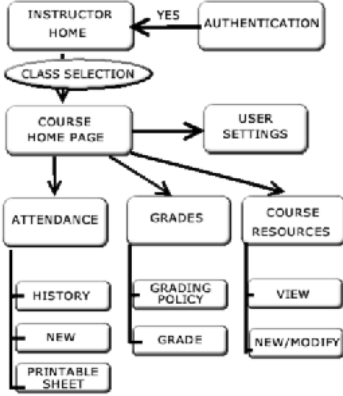 INSTRUCTOR
HOME
YES
AUTHENTICATION
CLASS SELECTION
COURSE
HOME PAGE
USER
SETTINGS
ATTENDANCE
GRADES
COURSE
RESOURCES
HISTORY
NEW
PRINTABLE
SHEET
GRADING
POLICY
GRADE
VIEW
NEW/MODIFY